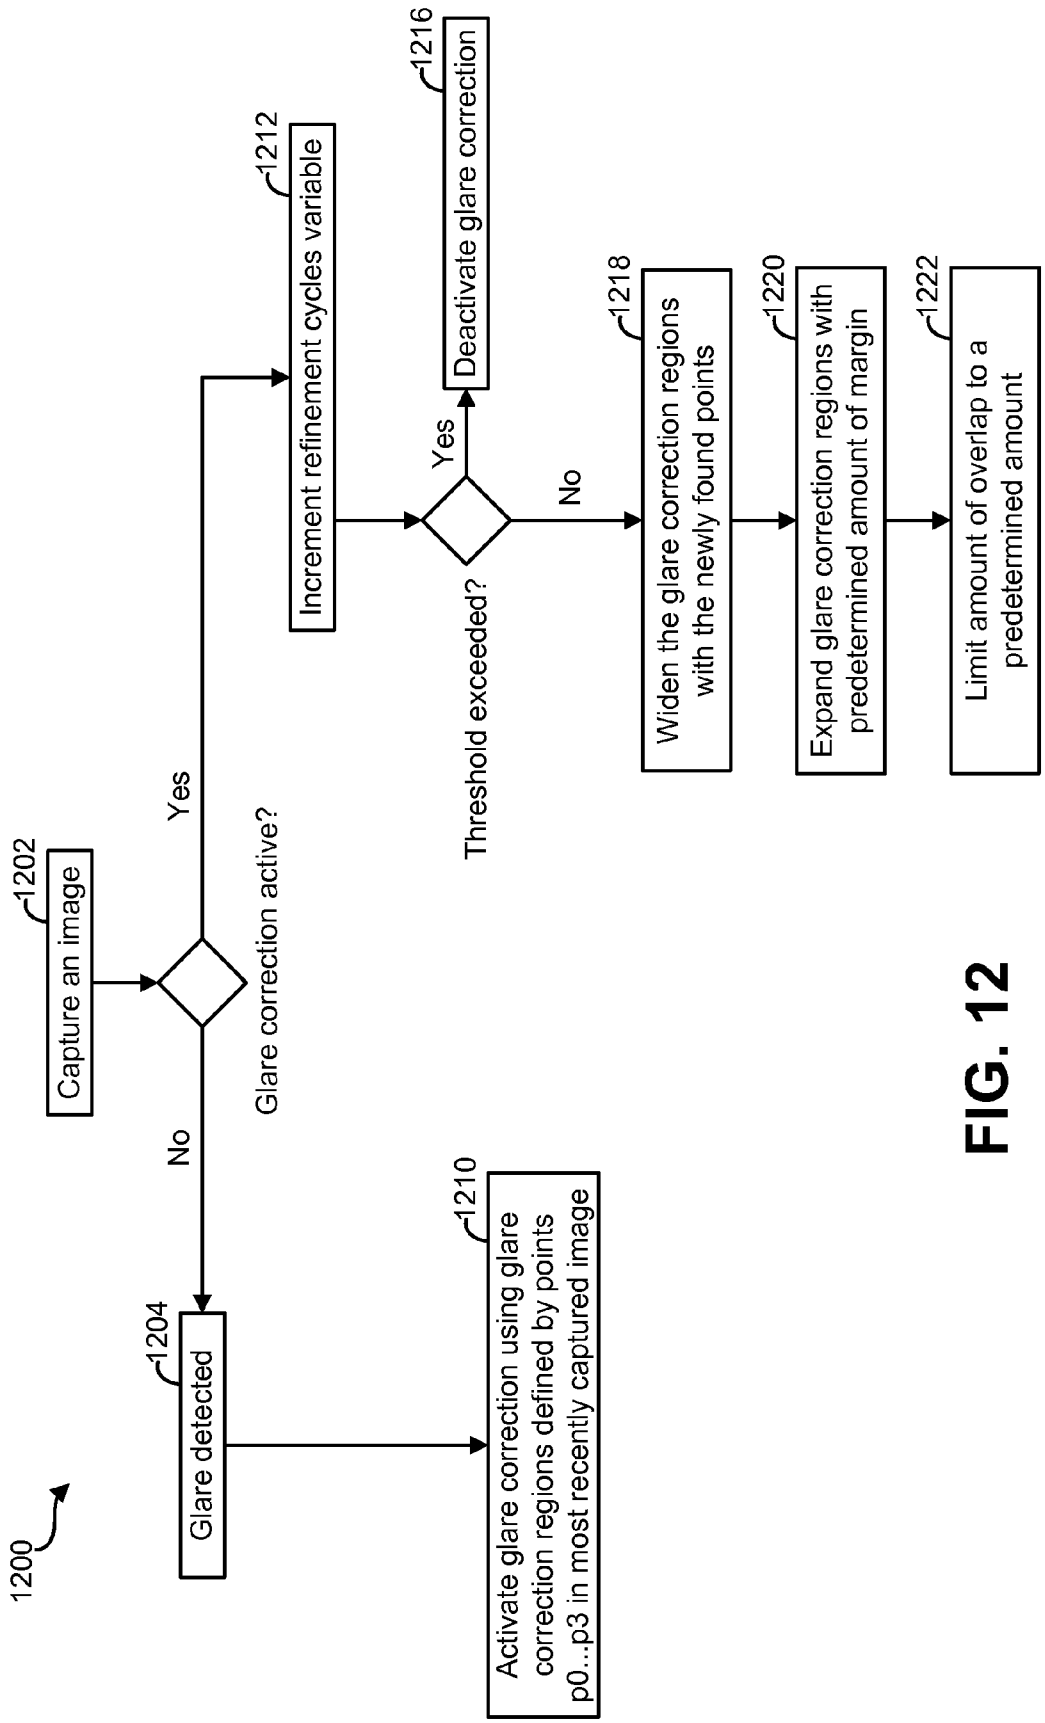 1200
1202
Capture an image
No
Yes
Glare correction active?
1204
Glare detected
1212
Increment refinement cycles variable
Threshold exceeded?
Yes
1216
Deactivate glare correction
No
1210
Activate glare correction using glare
correction regions defined by points
p0...p3 in most recently captured image
1218
Widen the glare correction regions
with the newly found points
1220
Expand glare correction regions with
predetermined amount of margin
1222
Limit amount of overlap to a
predetermined amount
FIG. 12